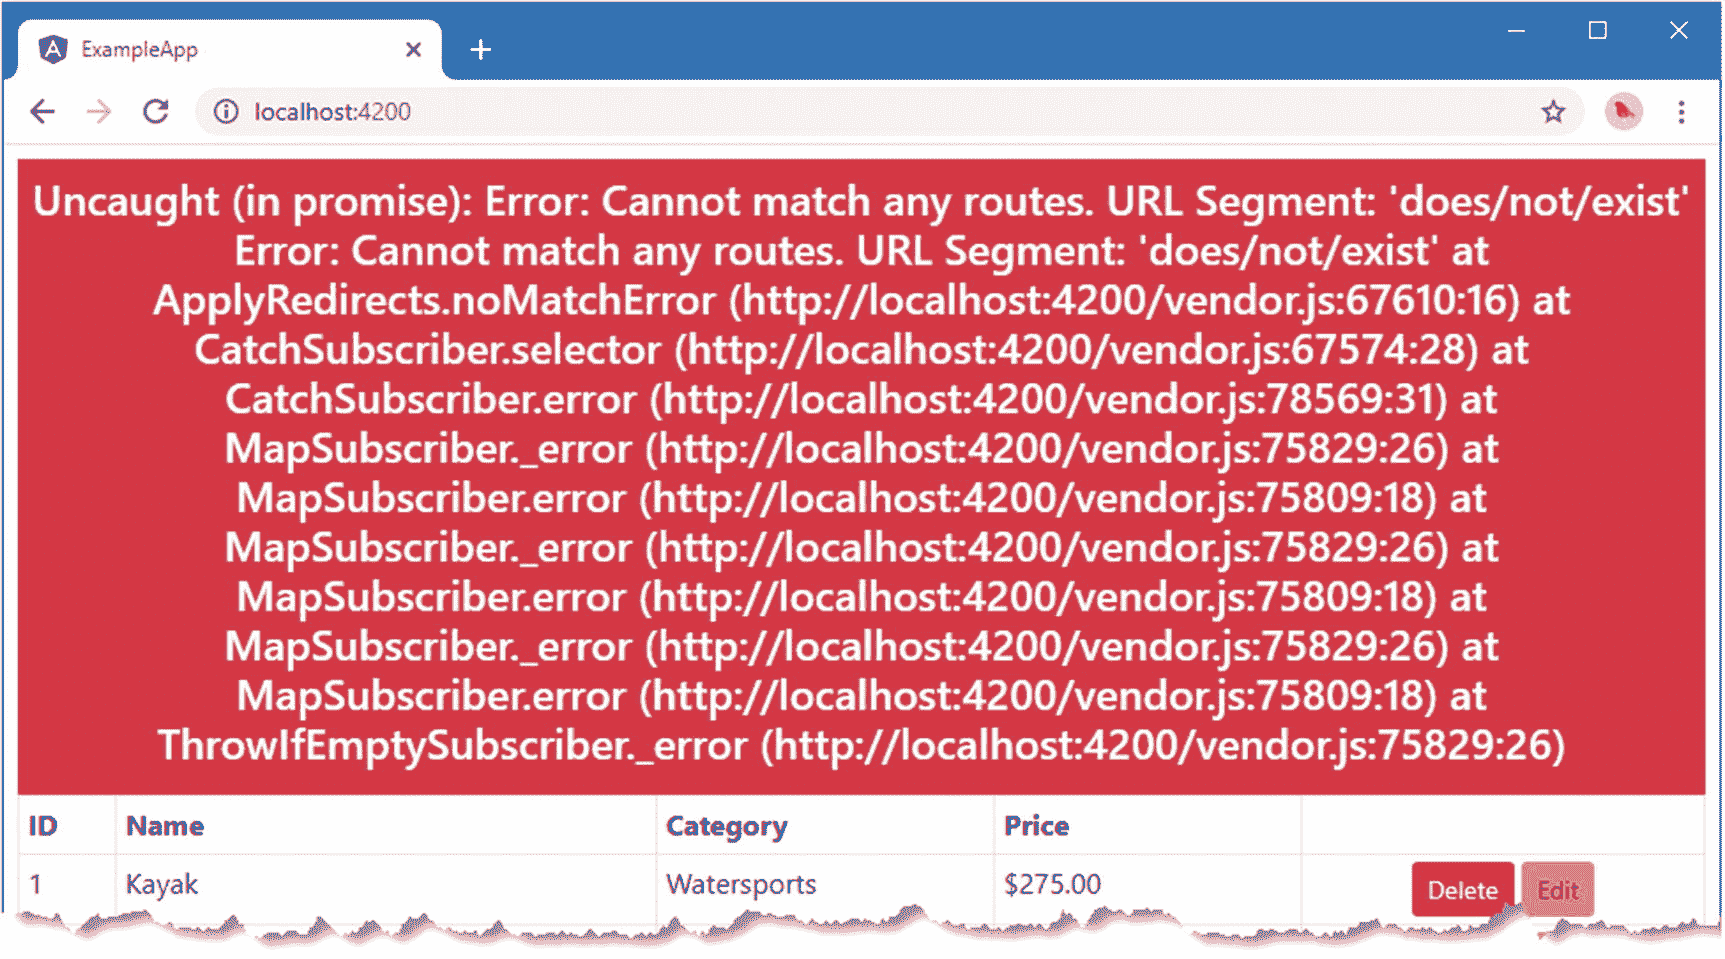 ExampleApp
localhost:4200
Uncaught (in promise): Error: Cannot match any routes. URL Segment: 'does/not/exist'
Error: Cannot match any routes. URL Segment: 'does/not/exist' at
ApplyRedirects.noMatchError (http://localhost:4200/vendor.js:67610:16) at
CatchSubscriber.selector (http://localhost:4200/vendor.js:67574:28) at
CatchSubscriber.error (http://localhost:4200/vendor.js:78569:31) at
MapSubscriber._error (http://localhost:4200/vendor.js:75829:26) at
MapSubscriber.error (http://localhost:4200/vendor.js:75809:18) at
MapSubscriber._error (http://localhost:4200/vendor.js:75829:26) at
MapSubscriber.error (http://localhost:4200/vendor.js:75809:18) at
MapSubscriber._error (http://localhost:4200/vendor.js:75829:26) at
MapSubscriber.error (http://localhost:4200/vendor.js:75809:18) at
ThrowIfEmptySubscriber._error (http://localhost:4200/vendor.js:75829:26)
ID Name Category Price
1 Kayak Watersports $275.00 Delete Edit